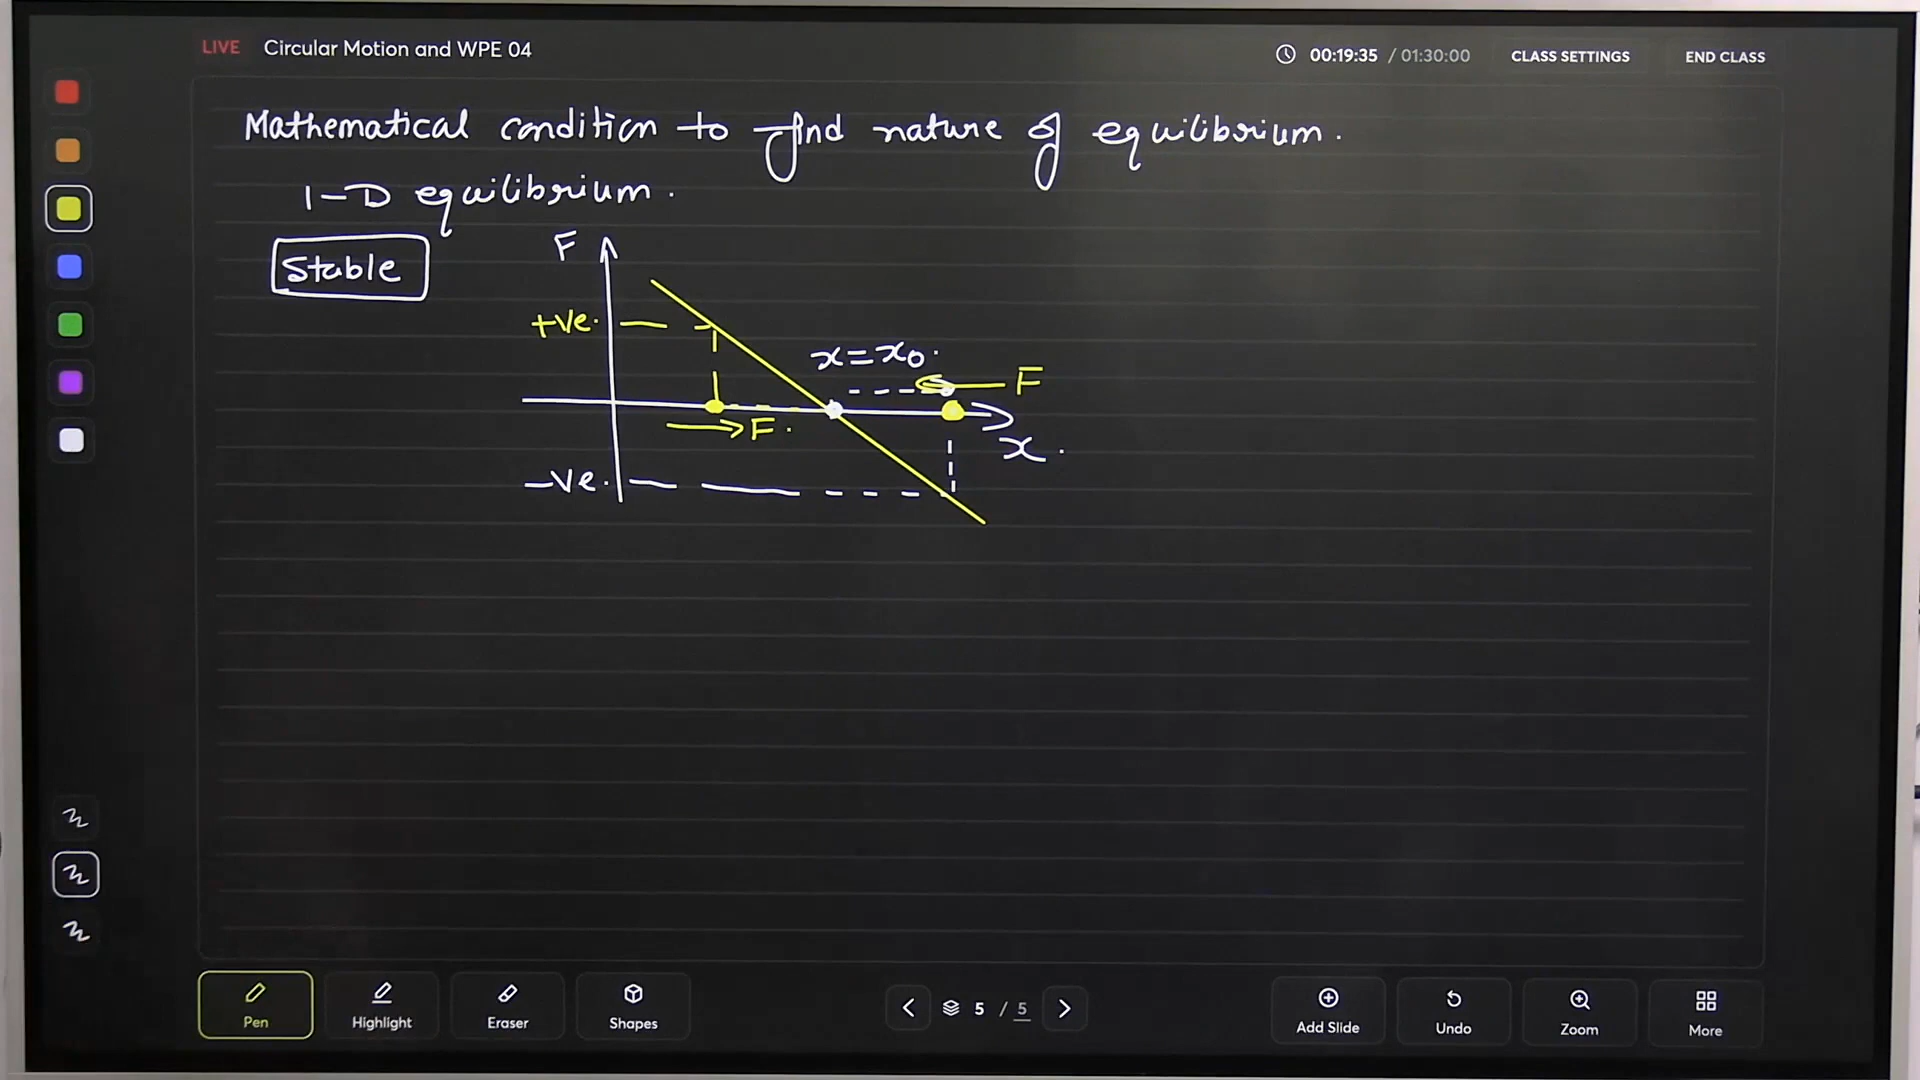 LIVE Circular Motion and WPE 04 00:19:35 / 01:30:00 CLASS SETTINGS END CLASS
Mathematical condition to find nature of equilibrium.
1-D equilibrium.
Stable
F
+ve.
x=x₀.
F
F.
x.
-ve.
Pen Highlight Eraser Shapes 5 / 5 Add Slide Undo Zoom More